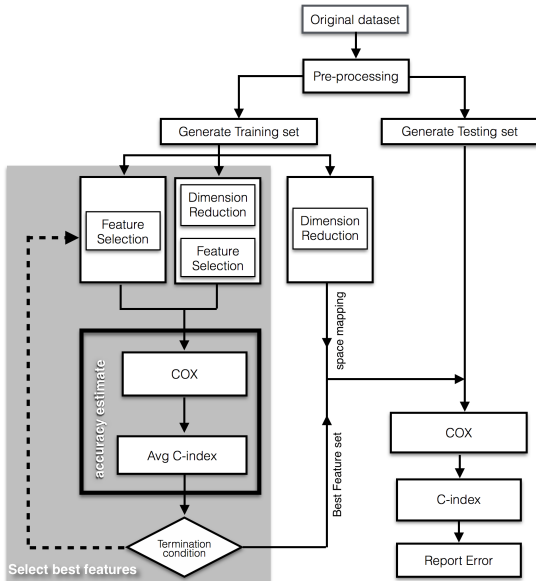 Original dataset
Pre-processing
Generate Training set
Generate Testing set
Feature
Selection
Dimension
Reduction
Feature
Selection
Dimension
Reduction
space mapping
accuracy estimate
COX
Avg C-index
Best Feature set
Termination
condition
Select best features
COX
C-index
Report Error